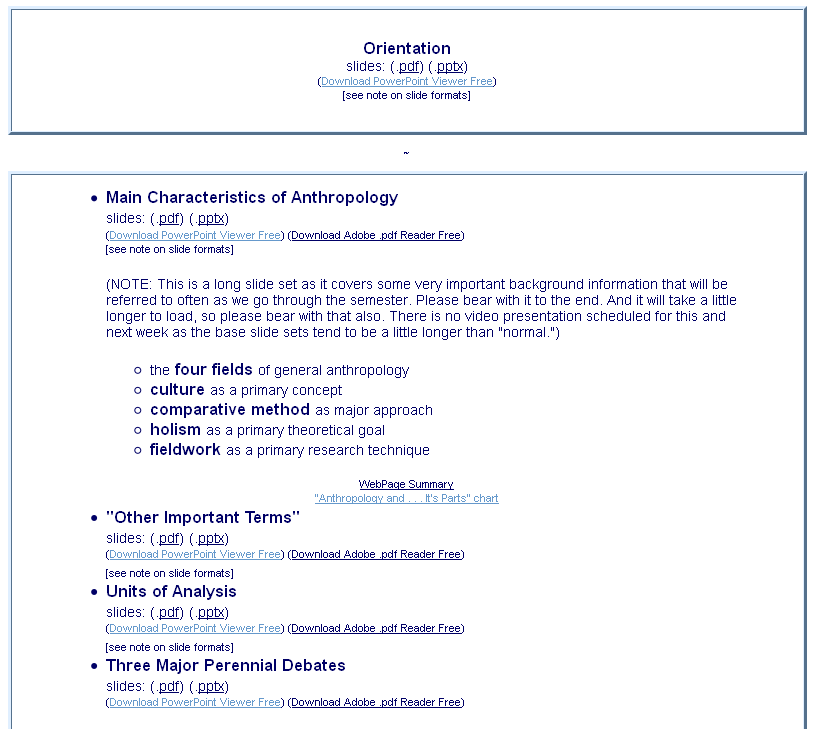 Orientation
slides: (.pdf) (.pptx)
(Download PowerPoint Viewer Free)
[see note on slide formats]
~
• Main Characteristics of Anthropology
slides: (.pdf) (.pptx)
(Download PowerPoint Viewer Free) (Download Adobe .pdf Reader Free)
[see note on slide formats]
(NOTE: This is a long slide set as it covers some very important background information that will be
referred to often as we go through the semester. Please bear with it to the end. And it will take a little
longer to load, so please bear with that also. There is no video presentation scheduled for this and
next week as the base slide sets tend to be a little longer than "normal.")
the four fields of general anthropology
culture as a primary concept
comparative method as major approach
holism as a primary theoretical goal
fieldwork as a primary research technique
WebPage Summary
"Anthropology and . . . It's Parts" chart
• "Other Important Terms"
slides: (.pdf) (.pptx)
(Download PowerPoint Viewer Free) (Download Adobe .pdf Reader Free)
[see note on slide formats]
• Units of Analysis
slides: (.pdf) (.pptx)
(Download PowerPoint Viewer Free) (Download Adobe .pdf Reader Free)
[see note on slide formats]
• Three Major Perennial Debates
slides: (.pdf) (.pptx)
(Download PowerPoint Viewer Free) (Download Adobe .pdf Reader Free)